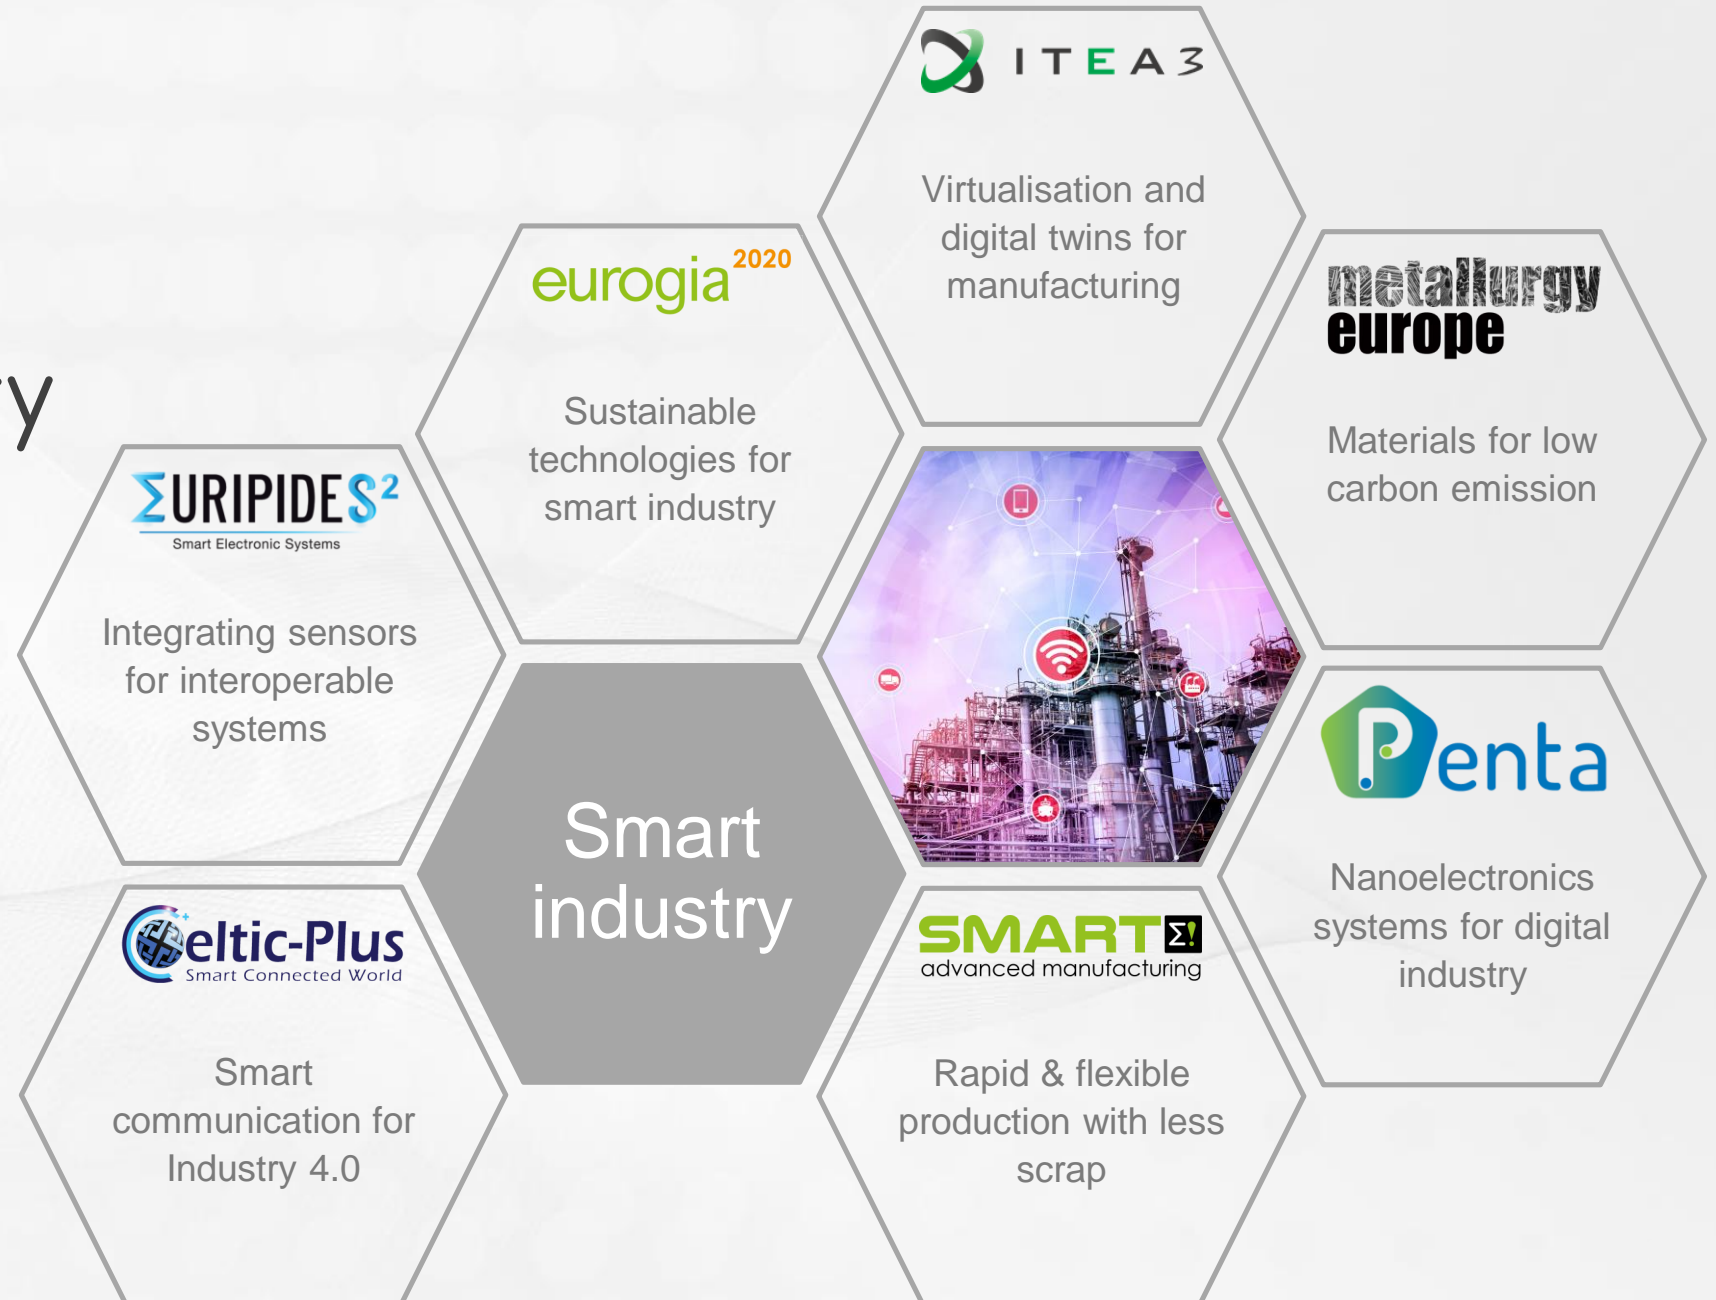 ITEA3
Virtualisation and
digital twins for
manufacturing
eurogia2020
Sustainable
technologies for
smart industry
metallurgy
europe
Materials for low
carbon emission
y
ΣURIPIDES²
Smart Electronic Systems
Integrating sensors
for interoperable
systems
Smart
industry
Penta
Nanoelectronics
systems for digital
industry
Celtic-Plus
Smart Connected World
Smart
communication for
Industry 4.0
SMART Σ!
advanced manufacturing
Rapid & flexible
production with less
scrap